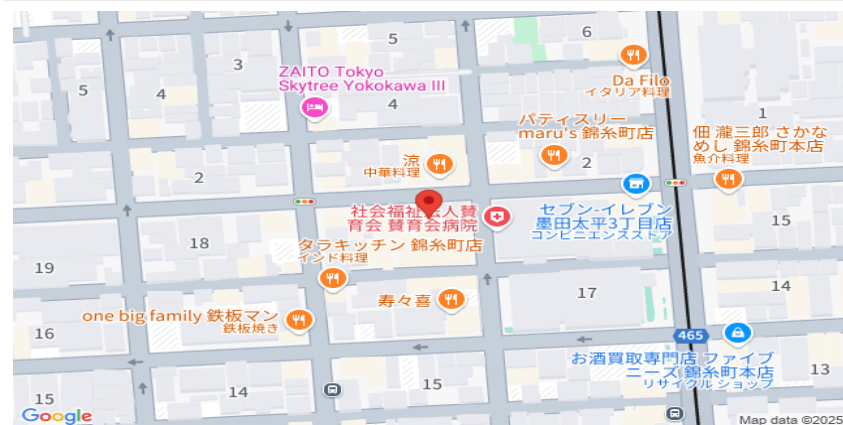 5
6
3
ZAITO Tokyo
Skytree Yokokawa III
Da Filo
イタリア料理
5
4
4
1
パティスリー
maru's 錦糸町店
佃 瀧三郎 さかな
めし 錦糸町本店
魚介料理
涼
中華料理
2
2
社会福祉法人賛
育会 賛育会病院
セブン-イレブン
墨田太平3丁目店
コンビニエンスストア
15
18
タラキッチン 錦糸町店
インド料理
19
17
14
寿々喜
one big family 鉄板マン
鉄板焼き
16
465
お酒買取専門店 ファイブ
ニーズ 錦糸町本店
リサイクル ショップ
13
15
14
15
Google
Map data ©2025